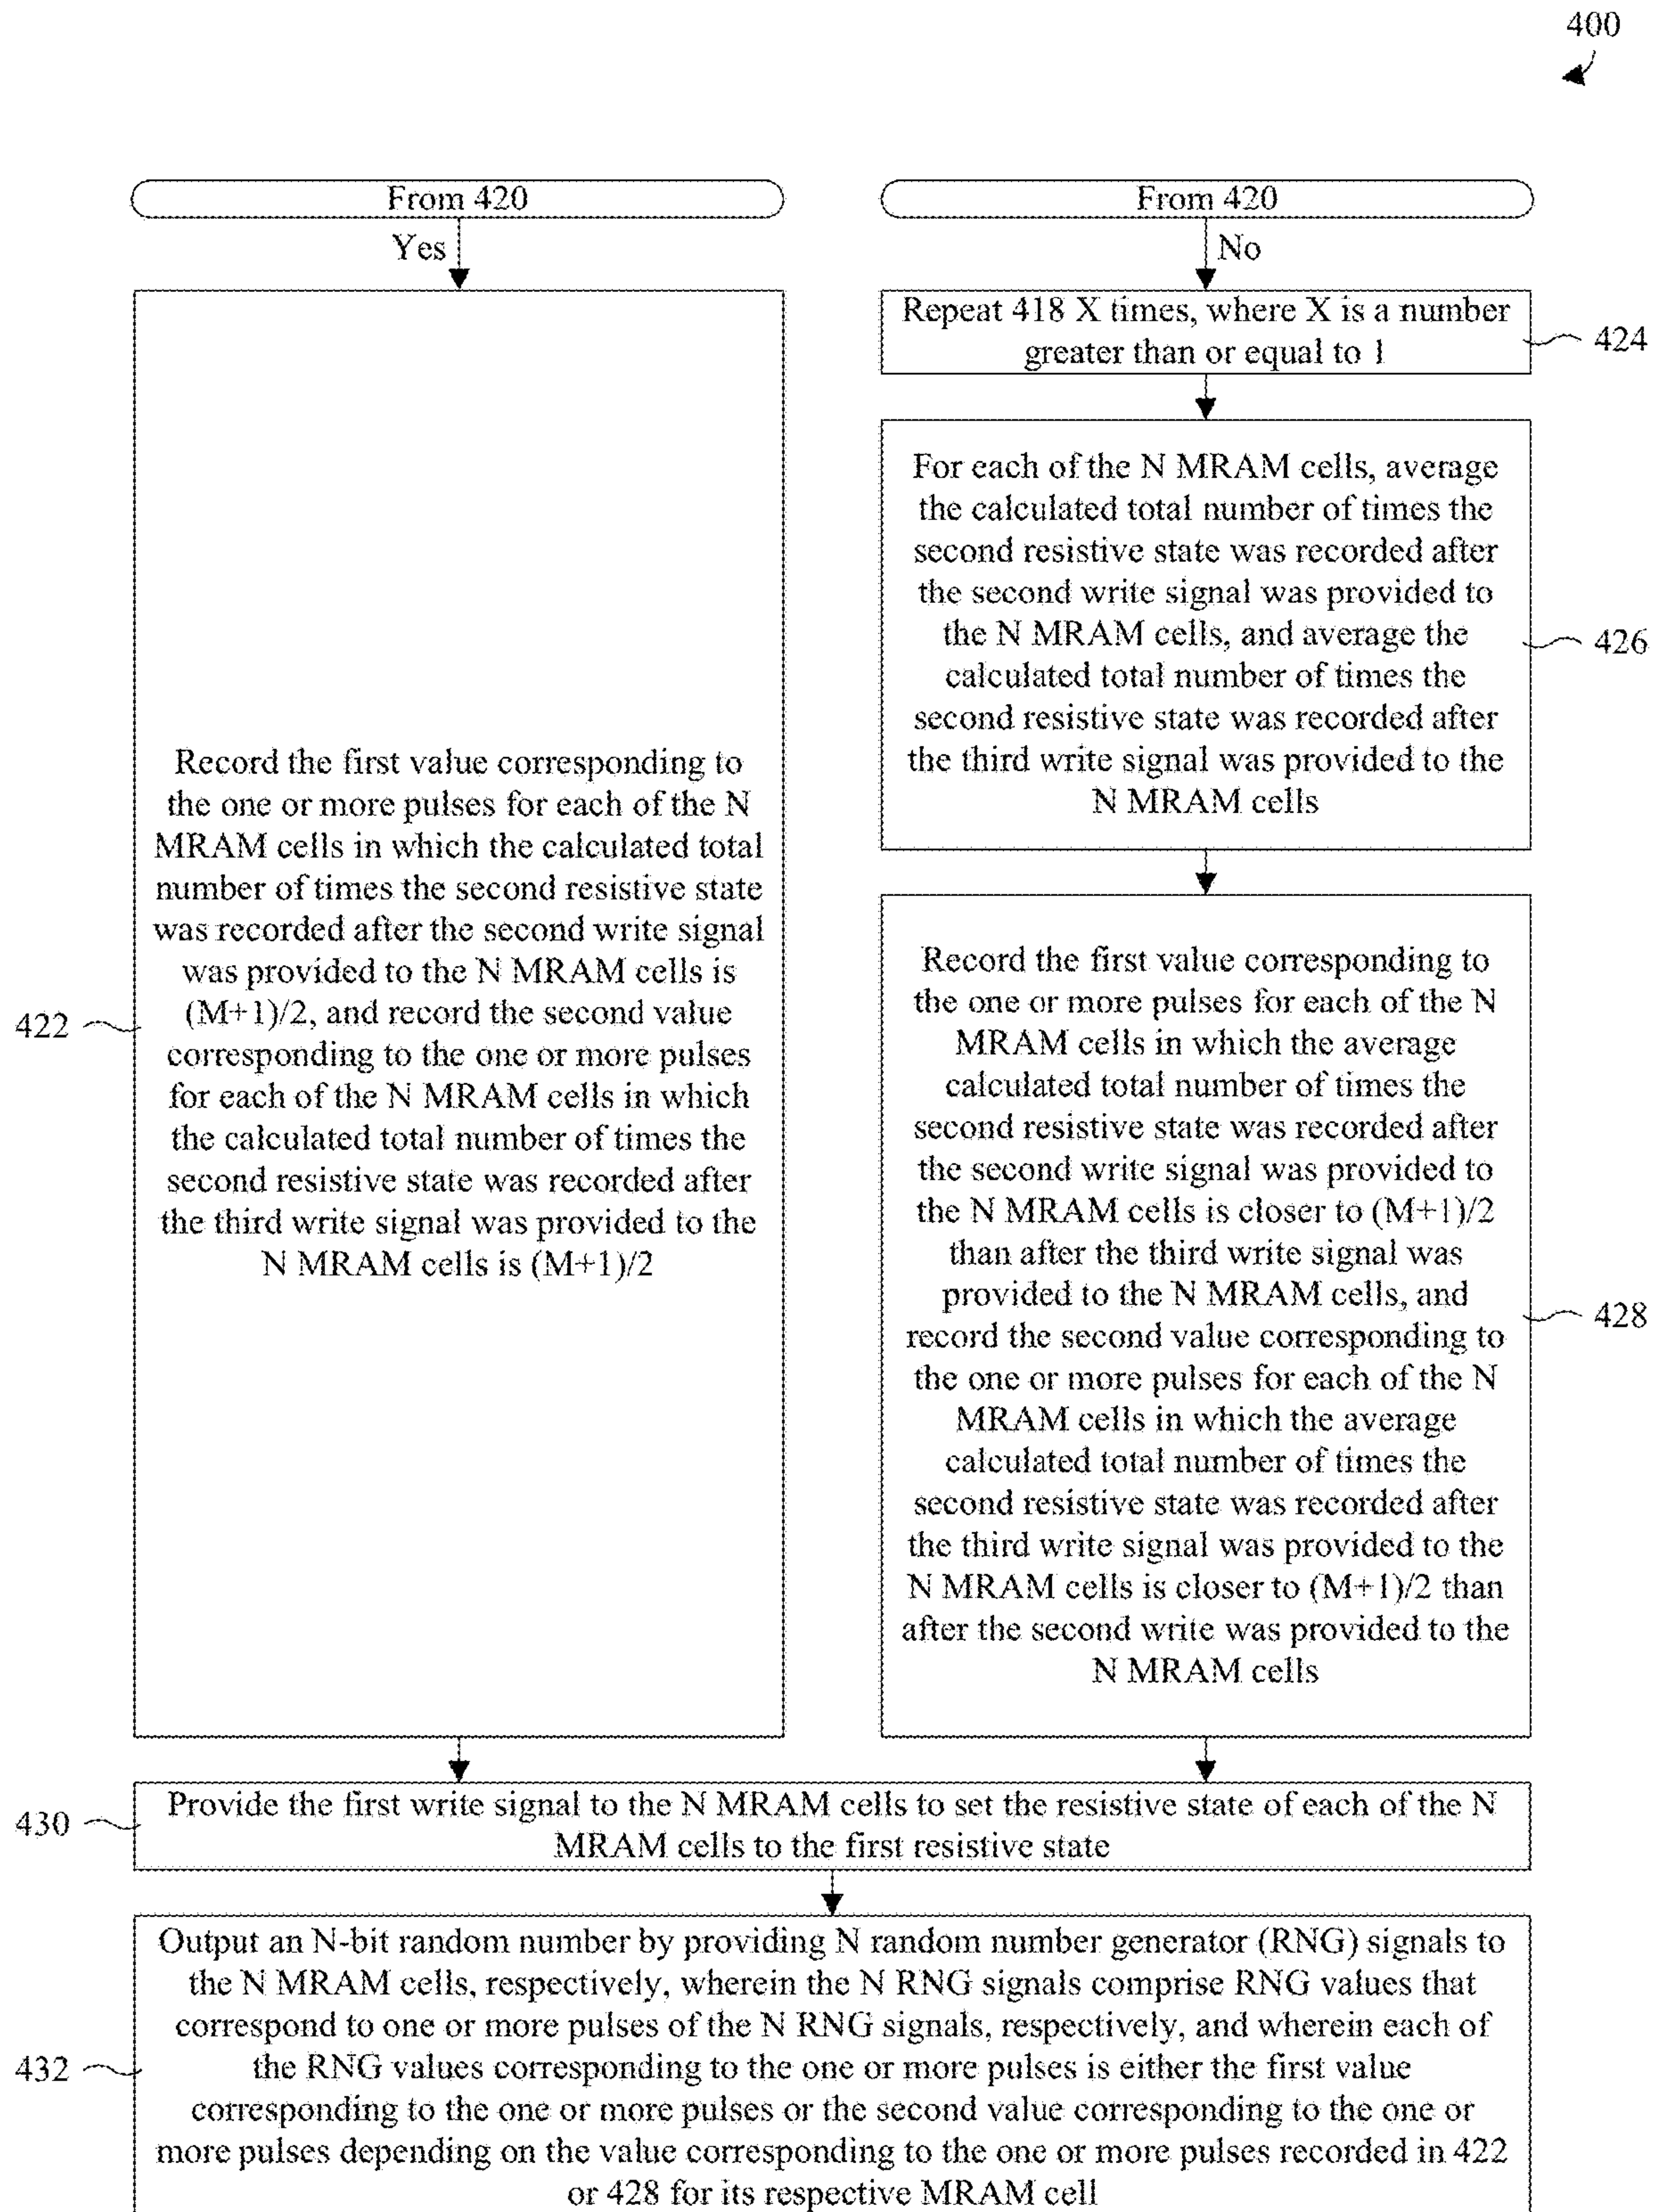 400
From 420
Yes
Record the first value corresponding to
the one or more pulses for each of the N
MRAM cells in which the calculated total
number of times the second resistive state
was recorded after the second write signal
was provided to the N MRAM cells is
(M+1)/2, and record the second value
corresponding to the one or more pulses
for each of the N MRAM cells in which
the calculated total number of times the
second resistive state was recorded after
the third write signal was provided to the
N MRAM cells is (M+1)/2
422
From 420
No
Repeat 418 X times, where X is a number
greater than or equal to 1
424
For each of the N MRAM cells, average
the calculated total number of times the
second resistive state was recorded after
the second write signal was provided to
the N MRAM cells, and average the
calculated total number of times the
second resistive state was recorded after
the third write signal was provided to the
N MRAM cells
426
Record the first value corresponding to
the one or more pulses for each of the N
MRAM cells in which the average
calculated total number of times the
second resistive state was recorded after
the second write signal was provided to
the N MRAM cells is closer to (M+1)/2
than after the third write signal was
provided to the N MRAM cells, and
record the second value corresponding to
the one or more pulses for each of the N
MRAM cells in which the average
calculated total number of times the
second resistive state was recorded after
the third write signal was provided to the
N MRAM cells is closer to (M+1)/2 than
after the second write was provided to the
N MRAM cells
428
430
Provide the first write signal to the N MRAM cells to set the resistive state of each of the N
MRAM cells to the first resistive state
432
Output an N-bit random number by providing N random number generator (RNG) signals to
the N MRAM cells, respectively, wherein the N RNG signals comprise RNG values that
correspond to one or more pulses of the N RNG signals, respectively, and wherein each of
the RNG values corresponding to the one or more pulses is either the first value
corresponding to the one or more pulses or the second value corresponding to the one or
more pulses depending on the value corresponding to the one or more pulses recorded in 422
or 428 for its respective MRAM cell